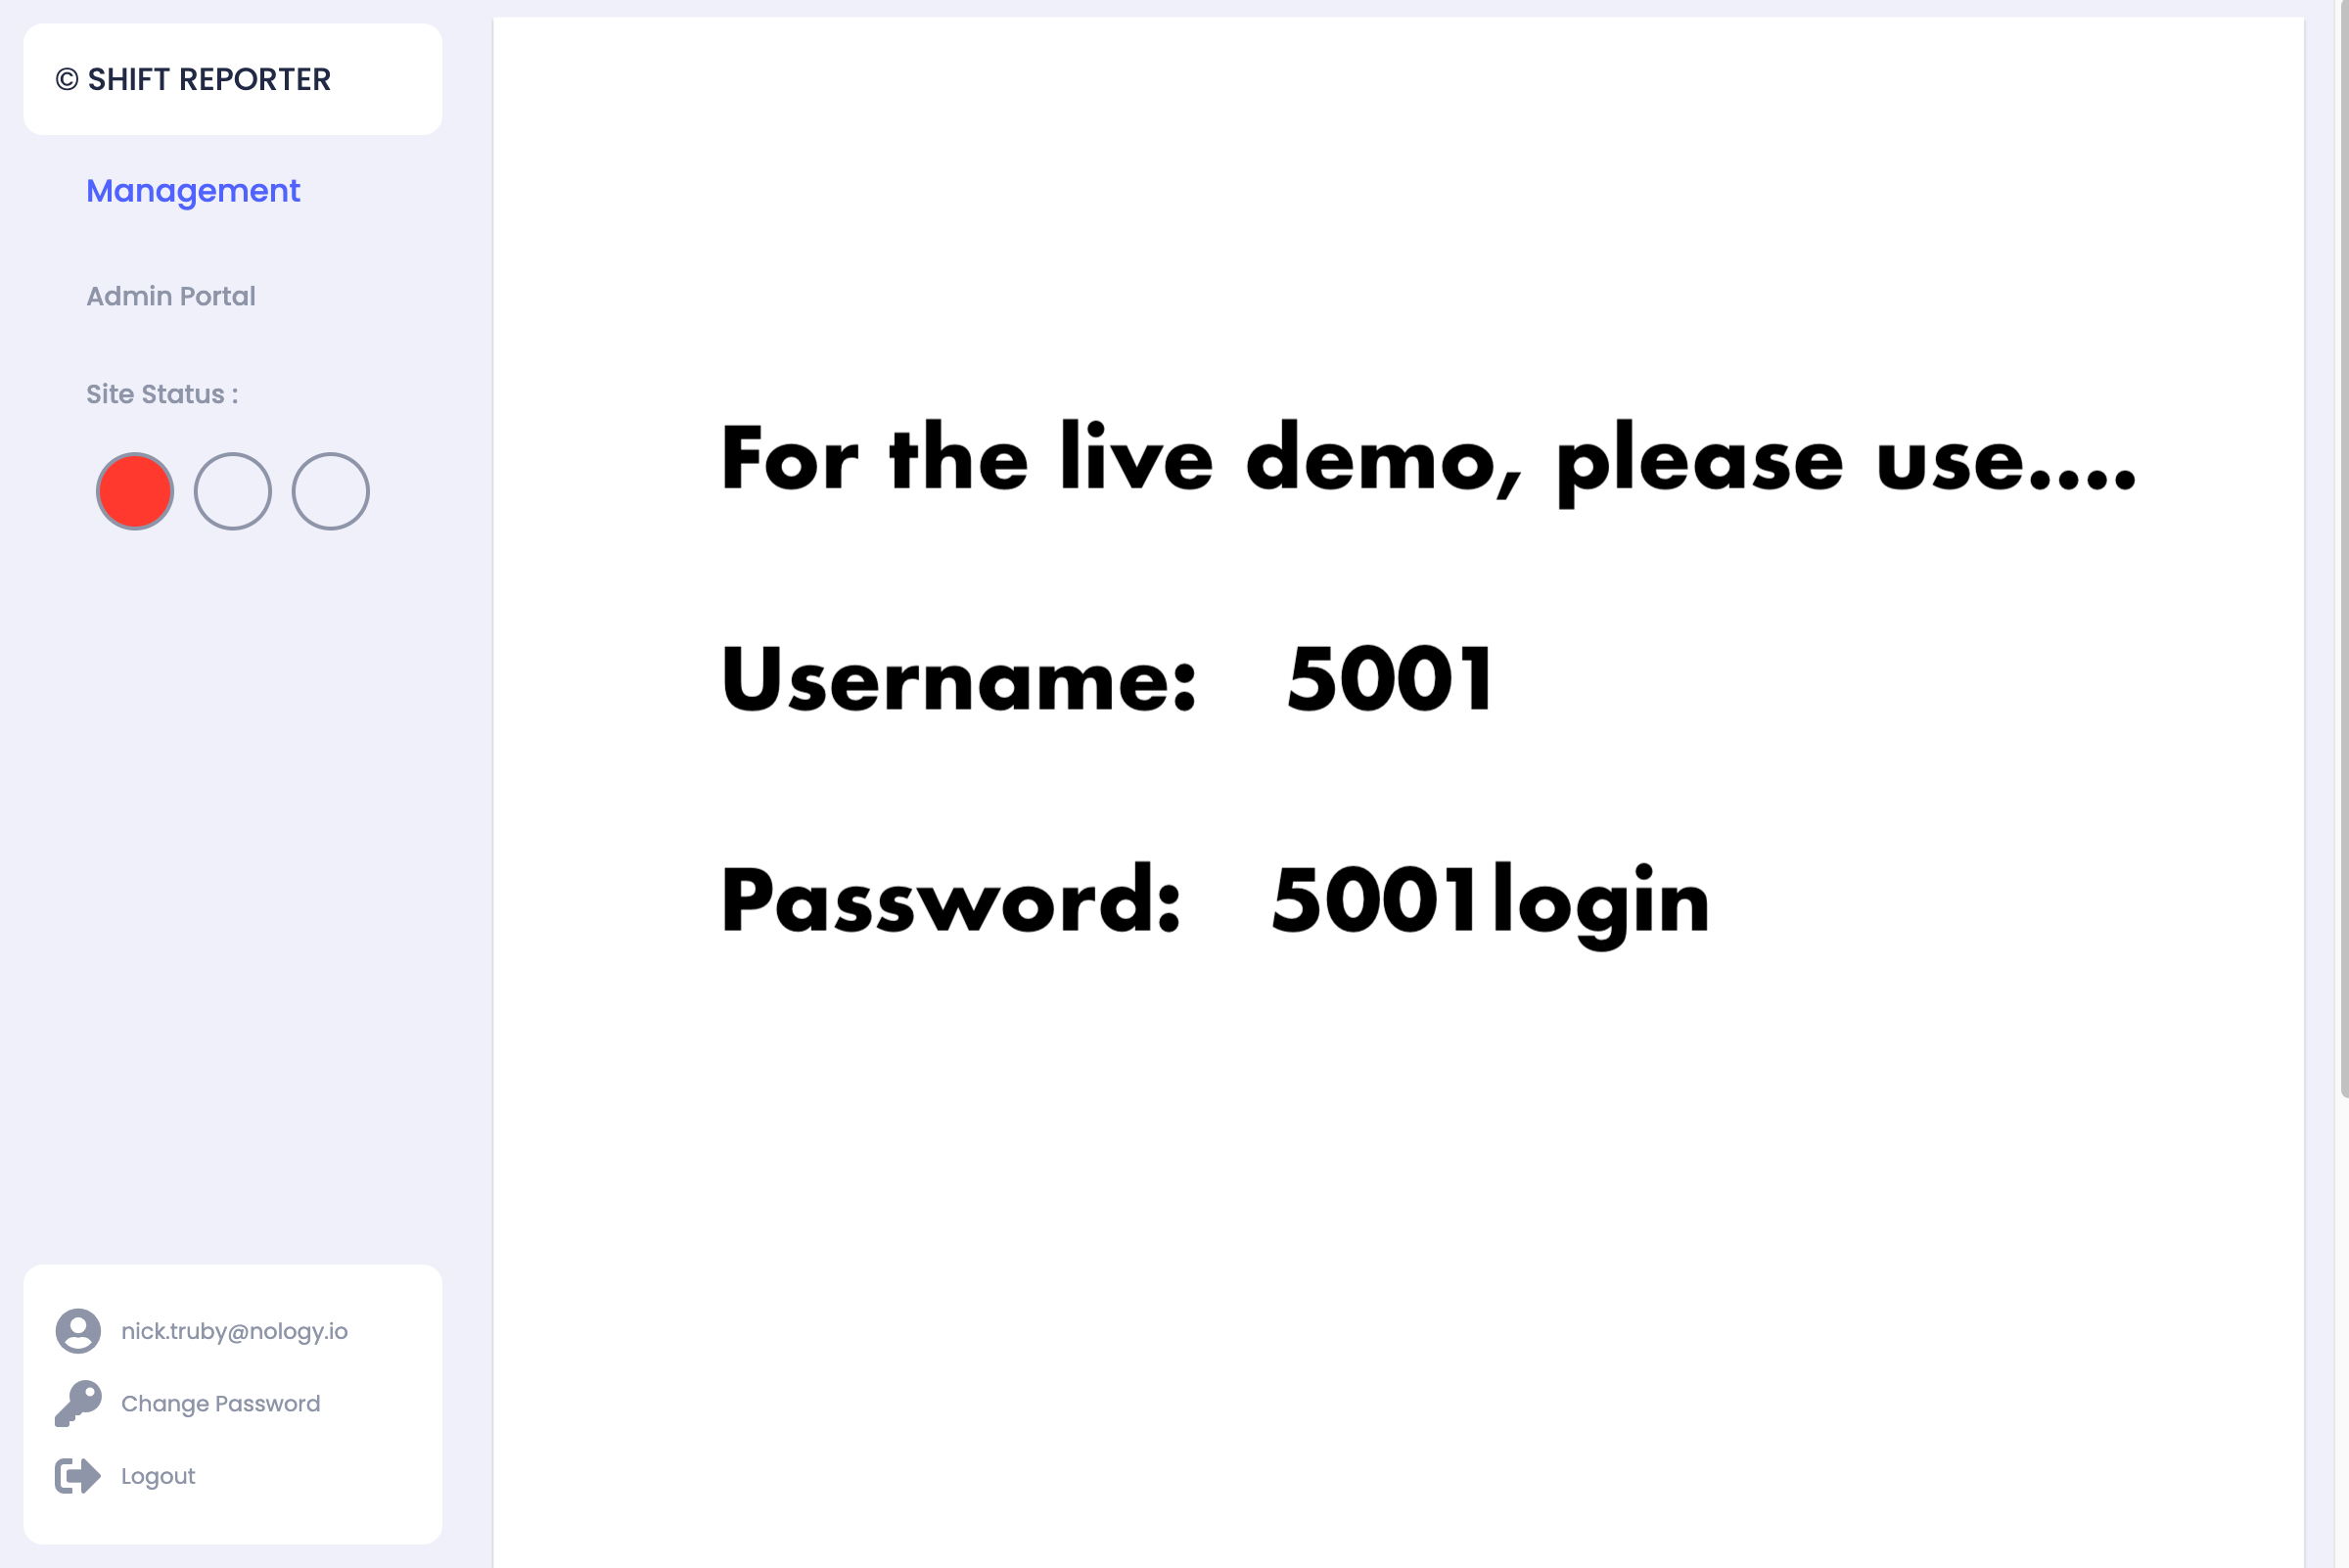 © SHIFT REPORTER
Management
Admin Portal
Site Status :
For the live demo, please use....
Username: 5001
Password: 5001login
nick.truby@nology.io
Change Password
Logout